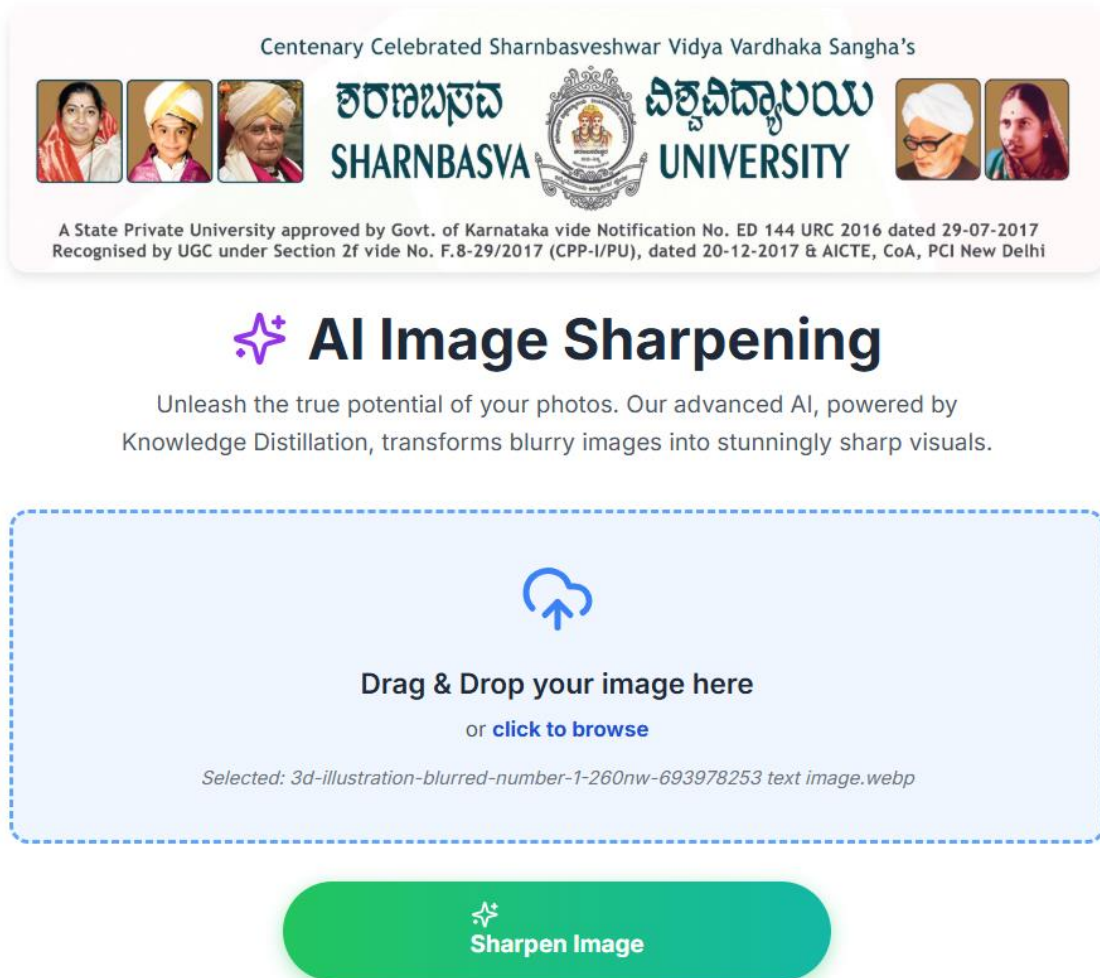 Centenary Celebrated Sharnbasveshwar Vidya Vardhaka Sangha's
ಶರಣಬಸವ ವಿಶ್ವವಿದ್ಯಾಲಯ
SHARNBASVA UNIVERSITY
A State Private University approved by Govt. of Karnataka vide Notification No. ED 144 URC 2016 dated 29-07-2017
Recognised by UGC under Section 2f vide No. F.8-29/2017 (CPP-I/PU), dated 20-12-2017 & AICTE, CoA, PCI New Delhi
AI Image Sharpening
Unleash the true potential of your photos. Our advanced AI, powered by
Knowledge Distillation, transforms blurry images into stunningly sharp visuals.
Drag & Drop your image here
or click to browse
Selected: 3d-illustration-blurred-number-1-260nw-693978253 text image.webp
Sharpen Image